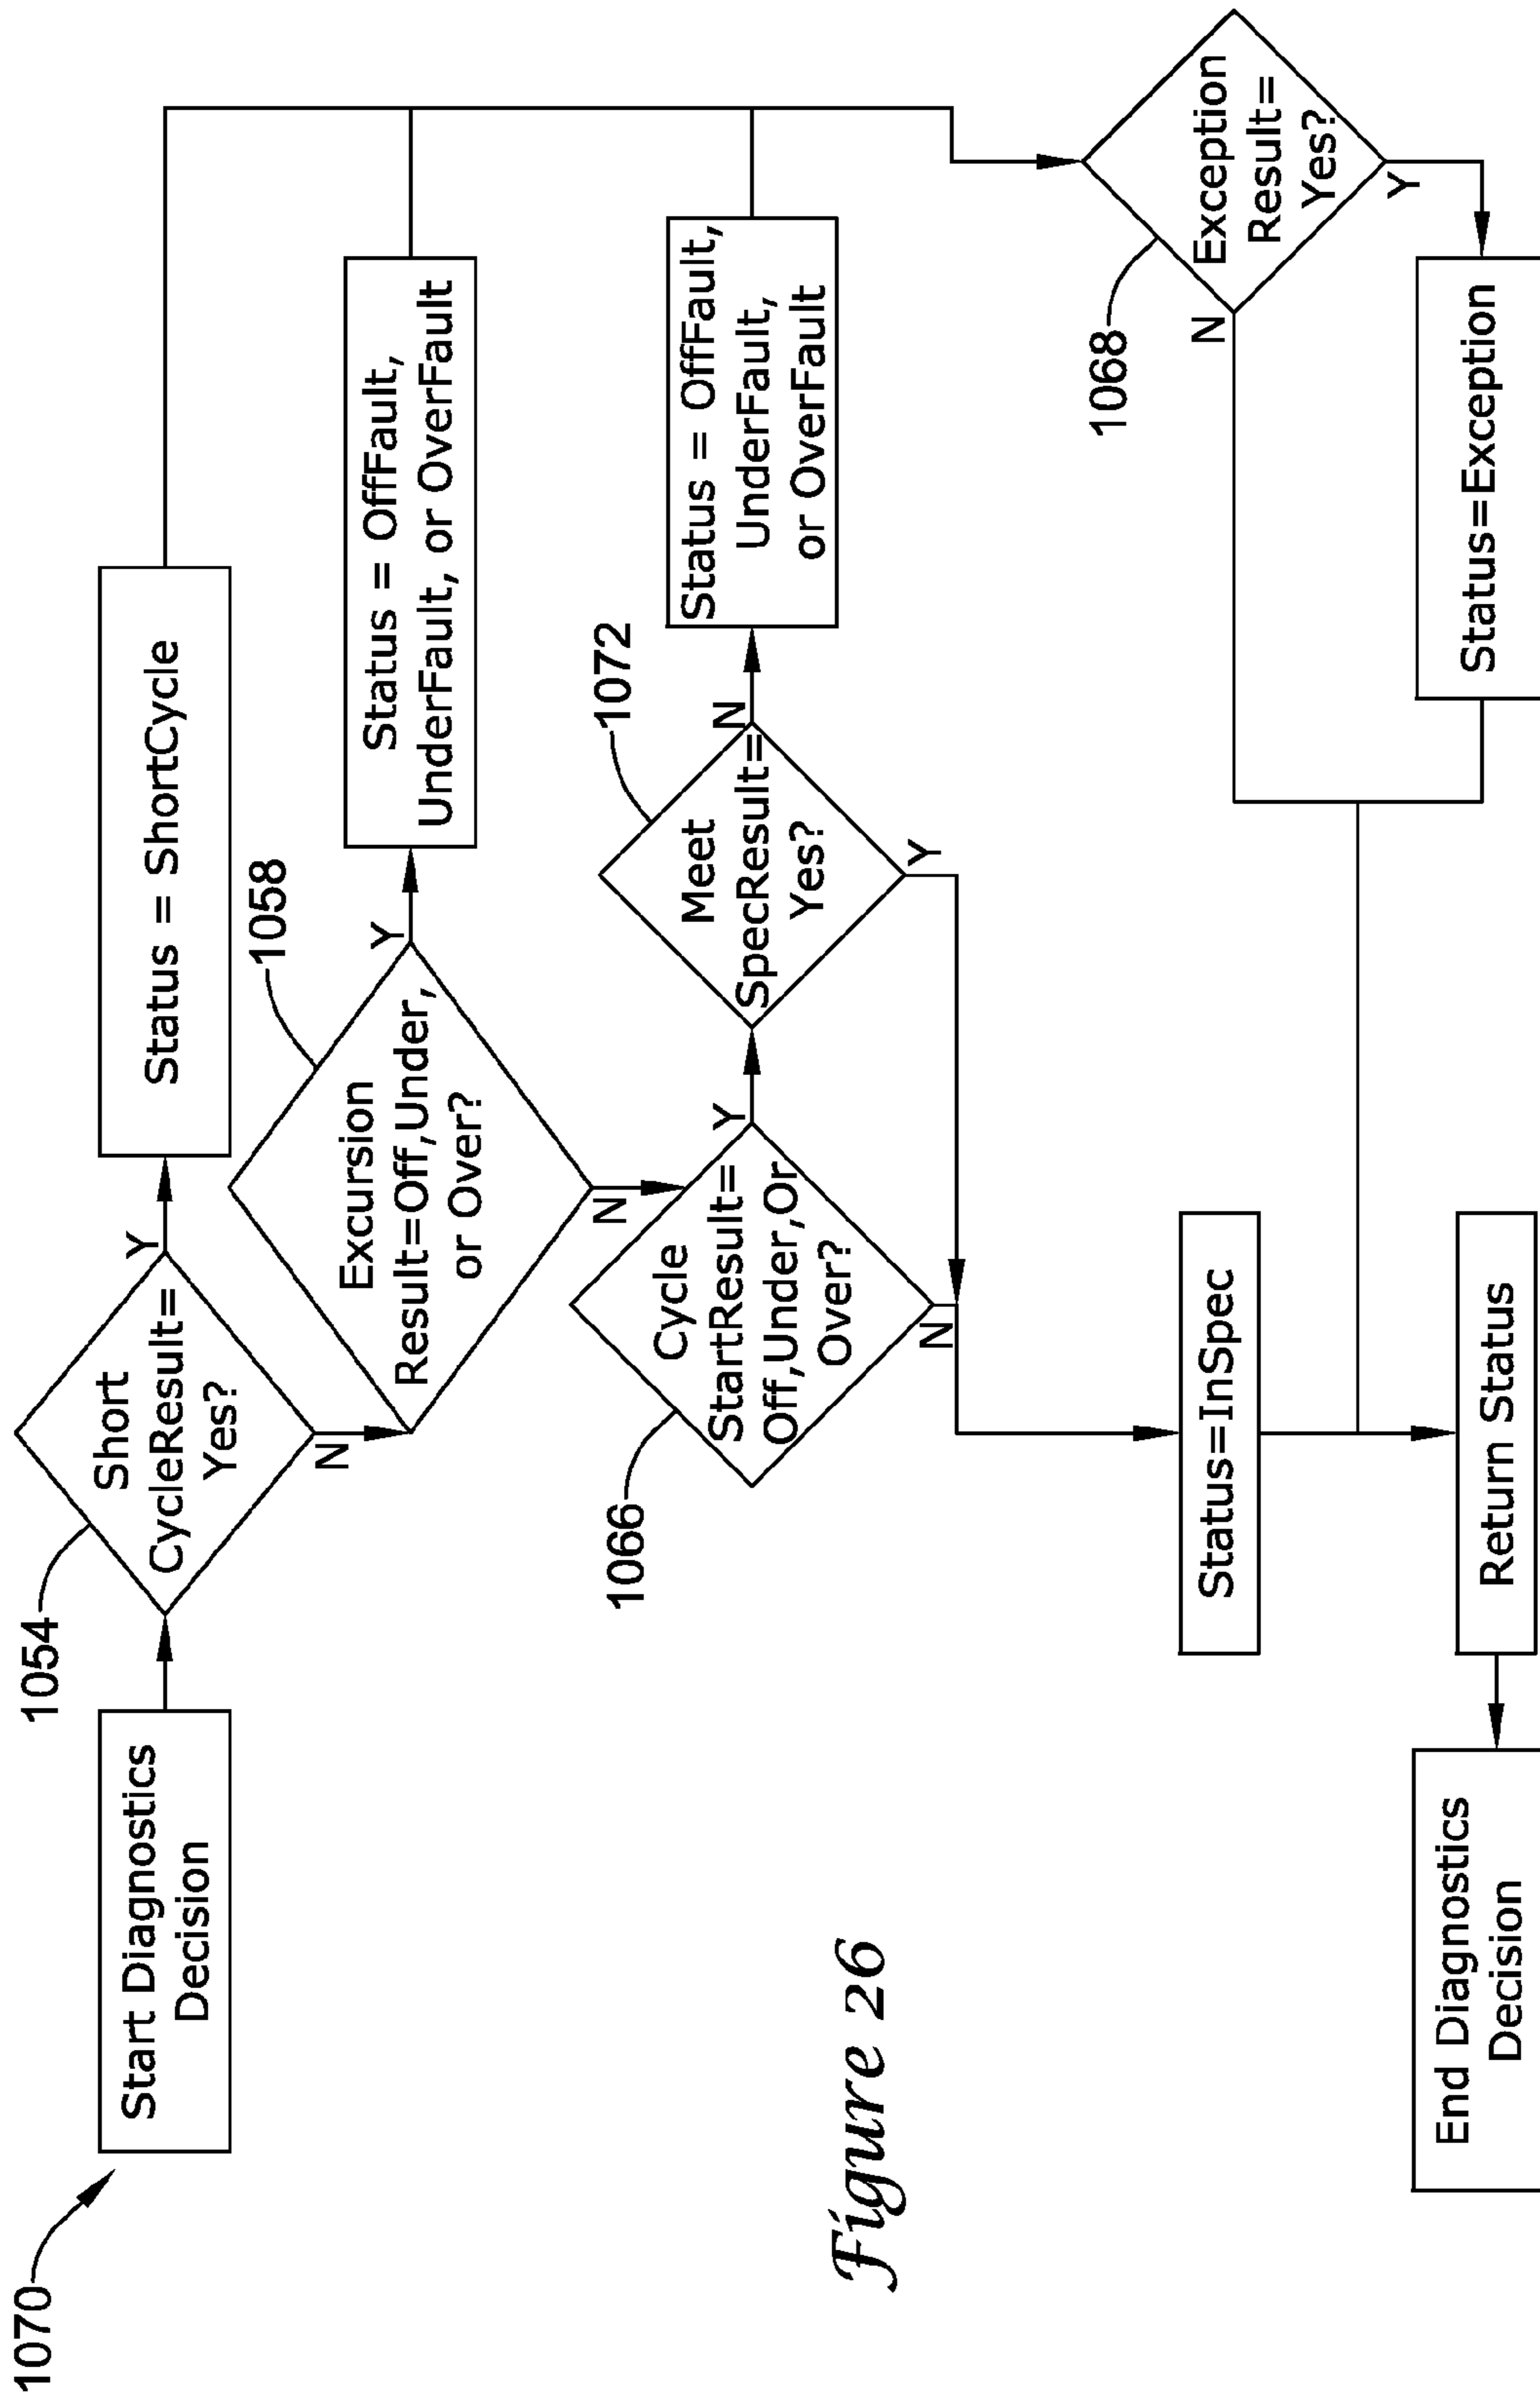 1070
Start Diagnostics
Decision
1054
Short
CycleResult=
Yes?
Y
N
Status = ShortCycle
1058
Excursion
Result=Off,Under,
or Over?
Y
N
Status = OffFault,
UnderFault, or OverFault
1066
Cycle
StartResult=
Off,Under,Or
Over?
Y
N
1072
Meet
SpecResult=
Yes?
N
Y
Status = OffFault,
UnderFault,
or OverFault
1068
Exception
Result=
Yes?
N
Y
Status=Exception
Status=InSpec
Return Status
End Diagnostics
Decision
Figure 26